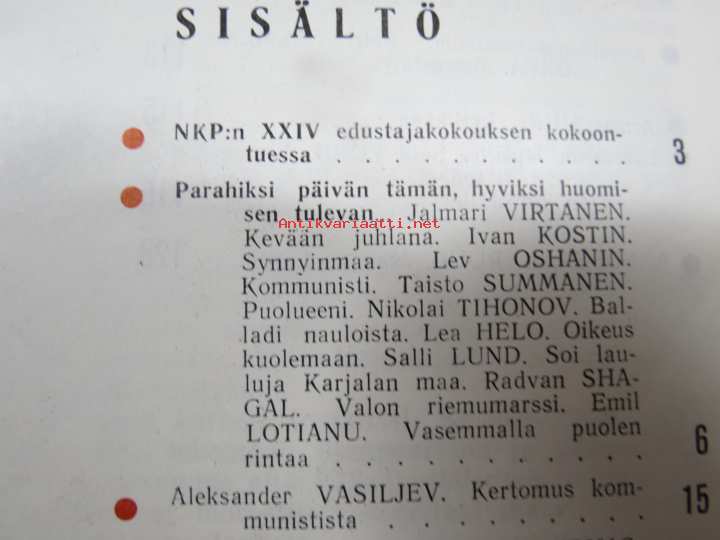 SISÄLTÖ
NKP:n XXIV edustajakokouksen kokoon-
tuessa . . . . . . . . . . 3
Parahiksi päivän tämän, hyviksi huomi-
sen tulevan. Jalmari VIRTANEN.
Antikvariaatti.net
Kevään juhlana. Ivan KOSTIN.
Synnyinmaa. Lev OSHANIN.
Kommunisti. Taisto SUMMANEN.
Puolueeni. Nikolai TIHONOV. Bal-
ladi nauloista. Lea HELO. Oikeus
kuolemaan. Salli LUND. Soi lau-
luja Karjalan maa. Radvan SHA-
GAL. Valon riemumarssi. Emil
LOTIANU. Vasemmalla puolen
rintaa . . . . . . . . . . 6
Aleksander VASILJEV. Kertomus kom-
munistista . . . . . . . . 15